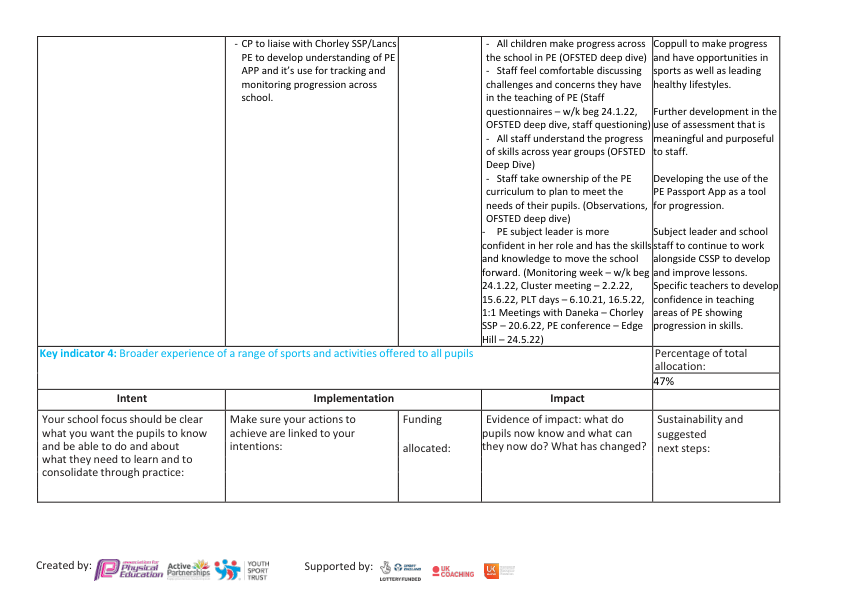 - CP to liaise with Chorley SSP/Lancs
PE to develop understanding of PE
APP and it's use for tracking and
monitoring progression across
school.
- All children make progress across
the school in PE (OFSTED deep dive)
- Staff feel comfortable discussing
challenges and concerns they have
in the teaching of PE (Staff
questionnaires – w/k beg 24.1.22,
OFSTED deep dive, staff questioning)
- All staff understand the progress
of skills across year groups (OFSTED
Deep Dive)
- Staff take ownership of the PE
curriculum to plan to meet the
needs of their pupils. (Observations,
OFSTED deep dive)
- PE subject leader is more
confident in her role and has the skills
and knowledge to move the school
forward. (Monitoring week – w/k beg
24.1.22, Cluster meeting – 2.2.22,
15.6.22, PLT days – 6.10.21, 16.5.22,
1:1 Meetings with Daneka – Chorley
SSP – 20.6.22, PE conference – Edge
Hill – 24.5.22)
Coppull to make progress
and have opportunities in
sports as well as leading
healthy lifestyles.
Further development in the
use of assessment that is
meaningful and purposeful
to staff.
Developing the use of the
PE Passport App as a tool
for progression.
Subject leader and school
staff to continue to work
alongside CSSP to develop
and improve lessons.
Specific teachers to develop
confidence in teaching
areas of PE showing
progression in skills.
Key indicator 4: Broader experience of a range of sports and activities offered to all pupils
Percentage of total
allocation:
47%
Intent
Implementation
Impact
Your school focus should be clear
what you want the pupils to know
and be able to do and about
what they need to learn and to
consolidate through practice:
Make sure your actions to
achieve are linked to your
intentions:
Funding
allocated:
Evidence of impact: what do
pupils now know and what can
they now do? What has changed?
Sustainability and
suggested
next steps:
Created by:
Physical
Education
Active
Partnerships
YOUTH
SPORT
TRUST
Supported by:
LOTTERY FUNDED
UK
COACHING